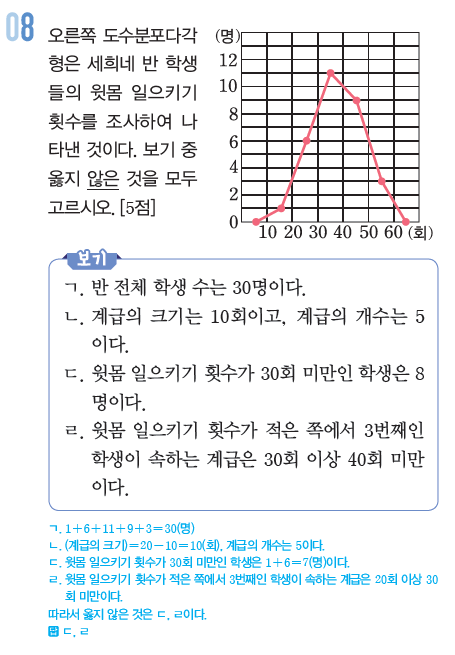 08
오른쪽 도수분포다각
형은 세희네 반 학생
들의 윗몸 일으키기
횟수를 조사하여 나
타낸 것이다. 보기 중
옳지 않은 것을 모두
고르시오. [5점]
(명)
12
10
8
6
4
2
0
10 20 30 40 50 60 (회)
보기
ㄱ. 반 전체 학생 수는 30명이다.
ㄴ. 계급의 크기는 10회이고, 계급의 개수는 5
이다.
ㄷ. 윗몸 일으키기 횟수가 30회 미만인 학생은 8
명이다.
ㄹ. 윗몸 일으키기 횟수가 적은 쪽에서 3번째인
학생이 속하는 계급은 30회 이상 40회 미만
이다.
ㄱ. 1+6+11+9+3=30(명)
ㄴ. (계급의 크기)=20-10=10(회), 계급의 개수는 5이다.
ㄷ. 윗몸 일으키기 횟수가 30회 미만인 학생은 1+6=7(명)이다.
ㄹ. 윗몸 일으키기 횟수가 적은 쪽에서 3번째인 학생이 속하는 계급은 20회 이상 30
회 미만이다.
따라서 옳지 않은 것은 ㄷ, ㄹ이다.
답 ㄷ, ㄹ